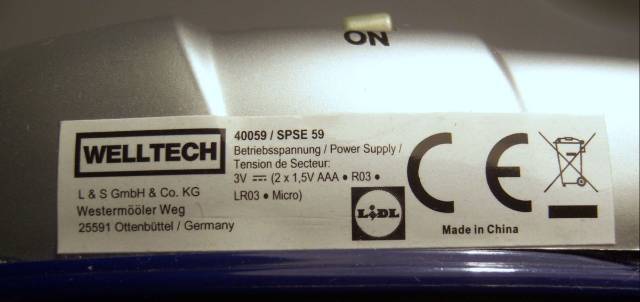 ON
WELLTECH
L & S GmbH & Co. KG
Westermööler Weg
25591 Ottenbüttel / Germany
40059 / SPSE 59
Betriebsspannung / Power Supply /
Tension de Secteur:
3V ⎓ (2 x 1,5V AAA ● R03 ●
LR03 ● Micro)
LIDL
CE
Made in China